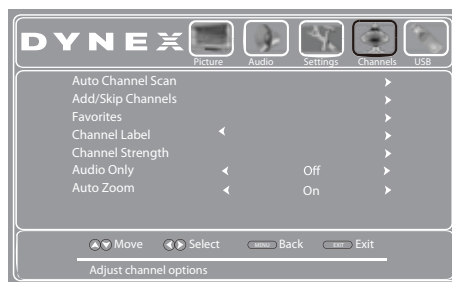 DYNEX
Picture Audio Settings Channels USB
Auto Channel Scan
Add/Skip Channels
Favorites
Channel Label
Channel Strength
Audio Only Off
Auto Zoom On
Move Select MENU Back EXIT Exit
Adjust channel options